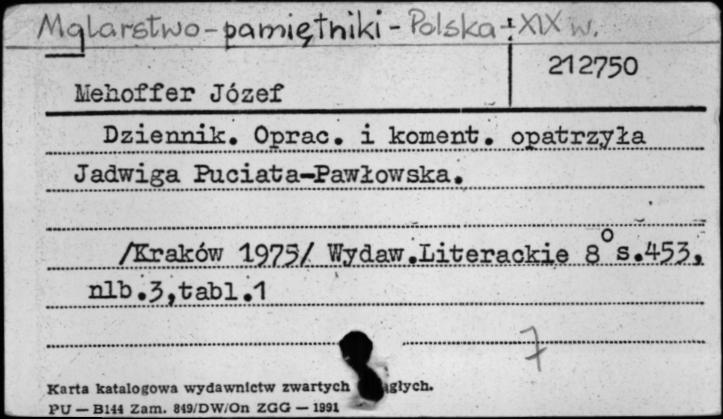 Malarstwo - pamiętniki - Polska - XIX w.
212750
Mehoffer Józef
Dziennik. Oprac. i koment. opatrzyła
Jadwiga Puciata-Pawłowska.
/Kraków 1975/ Wydaw.Literackie 8° s.453,
nlb.3,tabl.1
7
Karta katalogowa wydawnictw zwartych
PU — B144 Zam. 849/DW/On ZGG — 1991